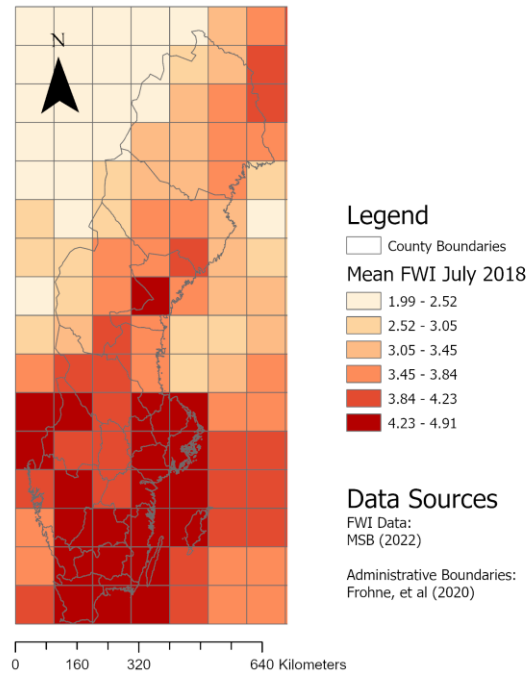 N
Legend
County Boundaries
Mean FWI July 2018
1.99 - 2.52
2.52 - 3.05
3.05 - 3.45
3.45 - 3.84
3.84 - 4.23
4.23 - 4.91
Data Sources
FWI Data:
MSB (2022)
Administrative Boundaries:
Frohne, et al (2020)
0 160 320 640 Kilometers